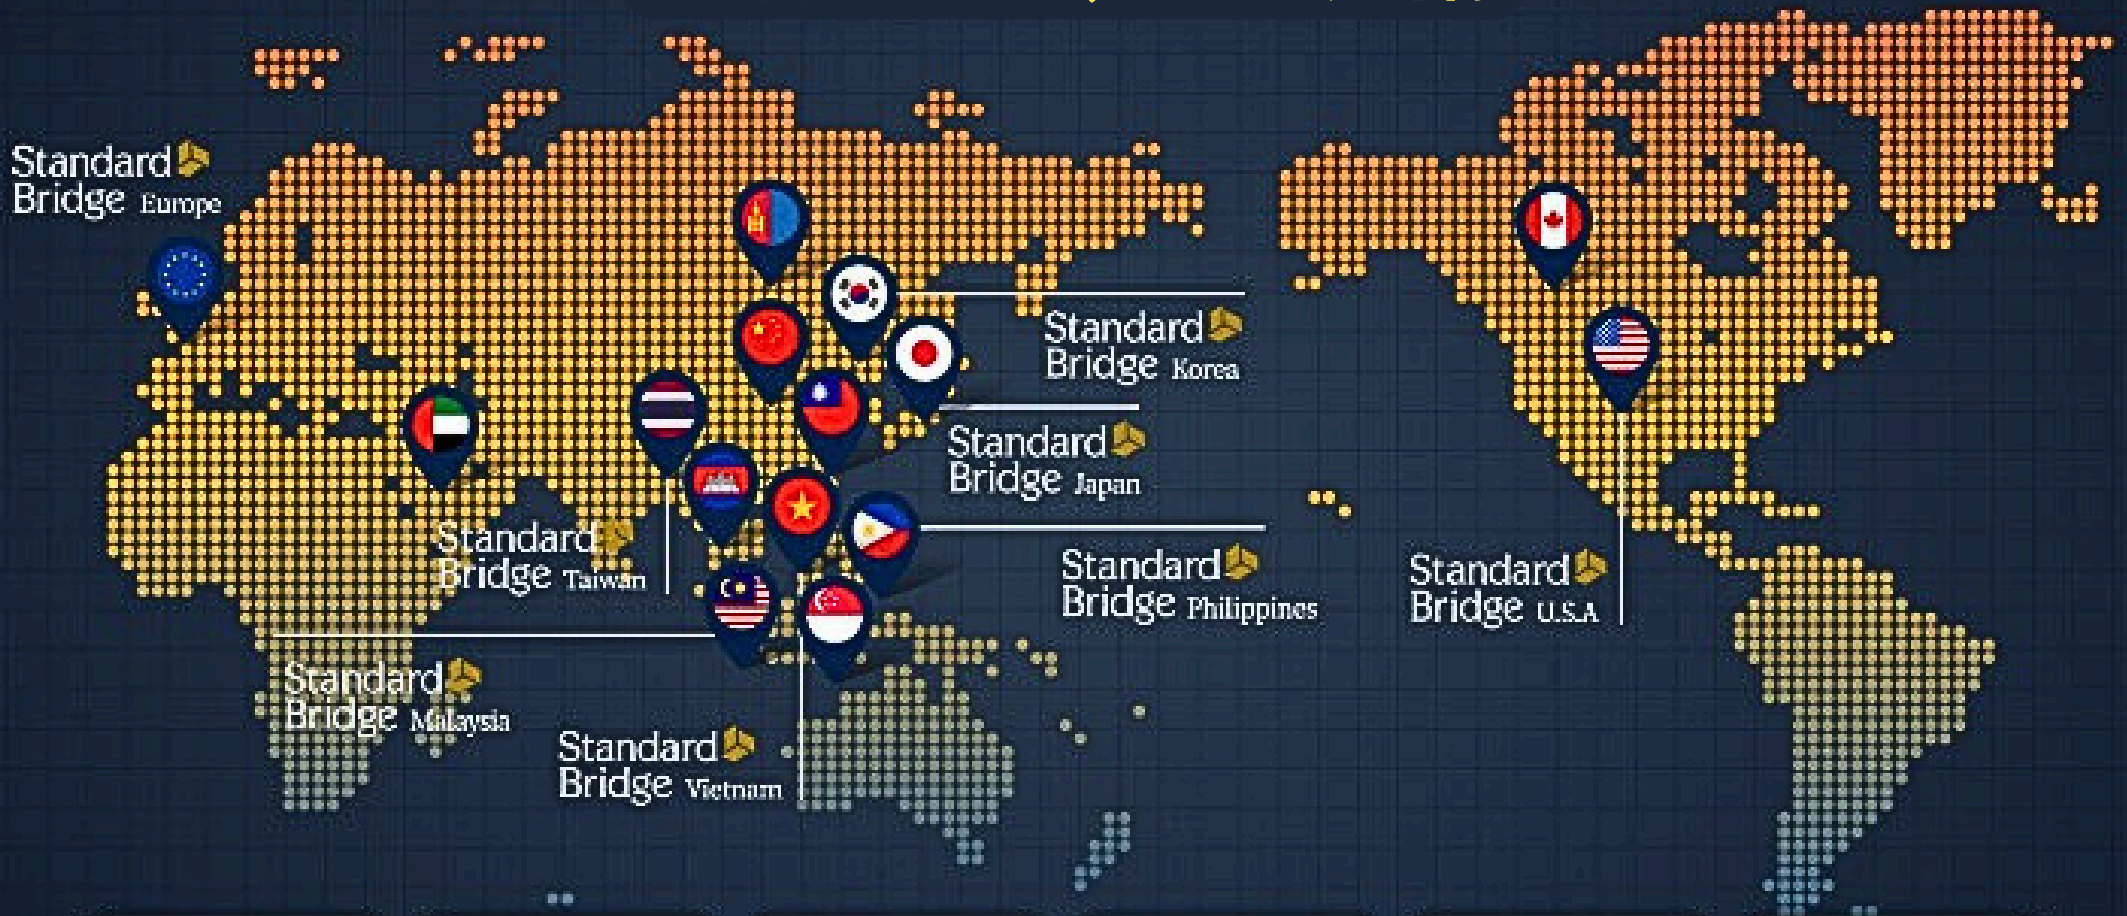 Standard
Bridge Europe
Standard
Bridge Korea
Standard
Bridge Japan
Standard
Bridge Taiwan
Standard
Bridge Philippines
Standard
Bridge U.S.A
Standard
Bridge Malaysia
Standard
Bridge Vietnam